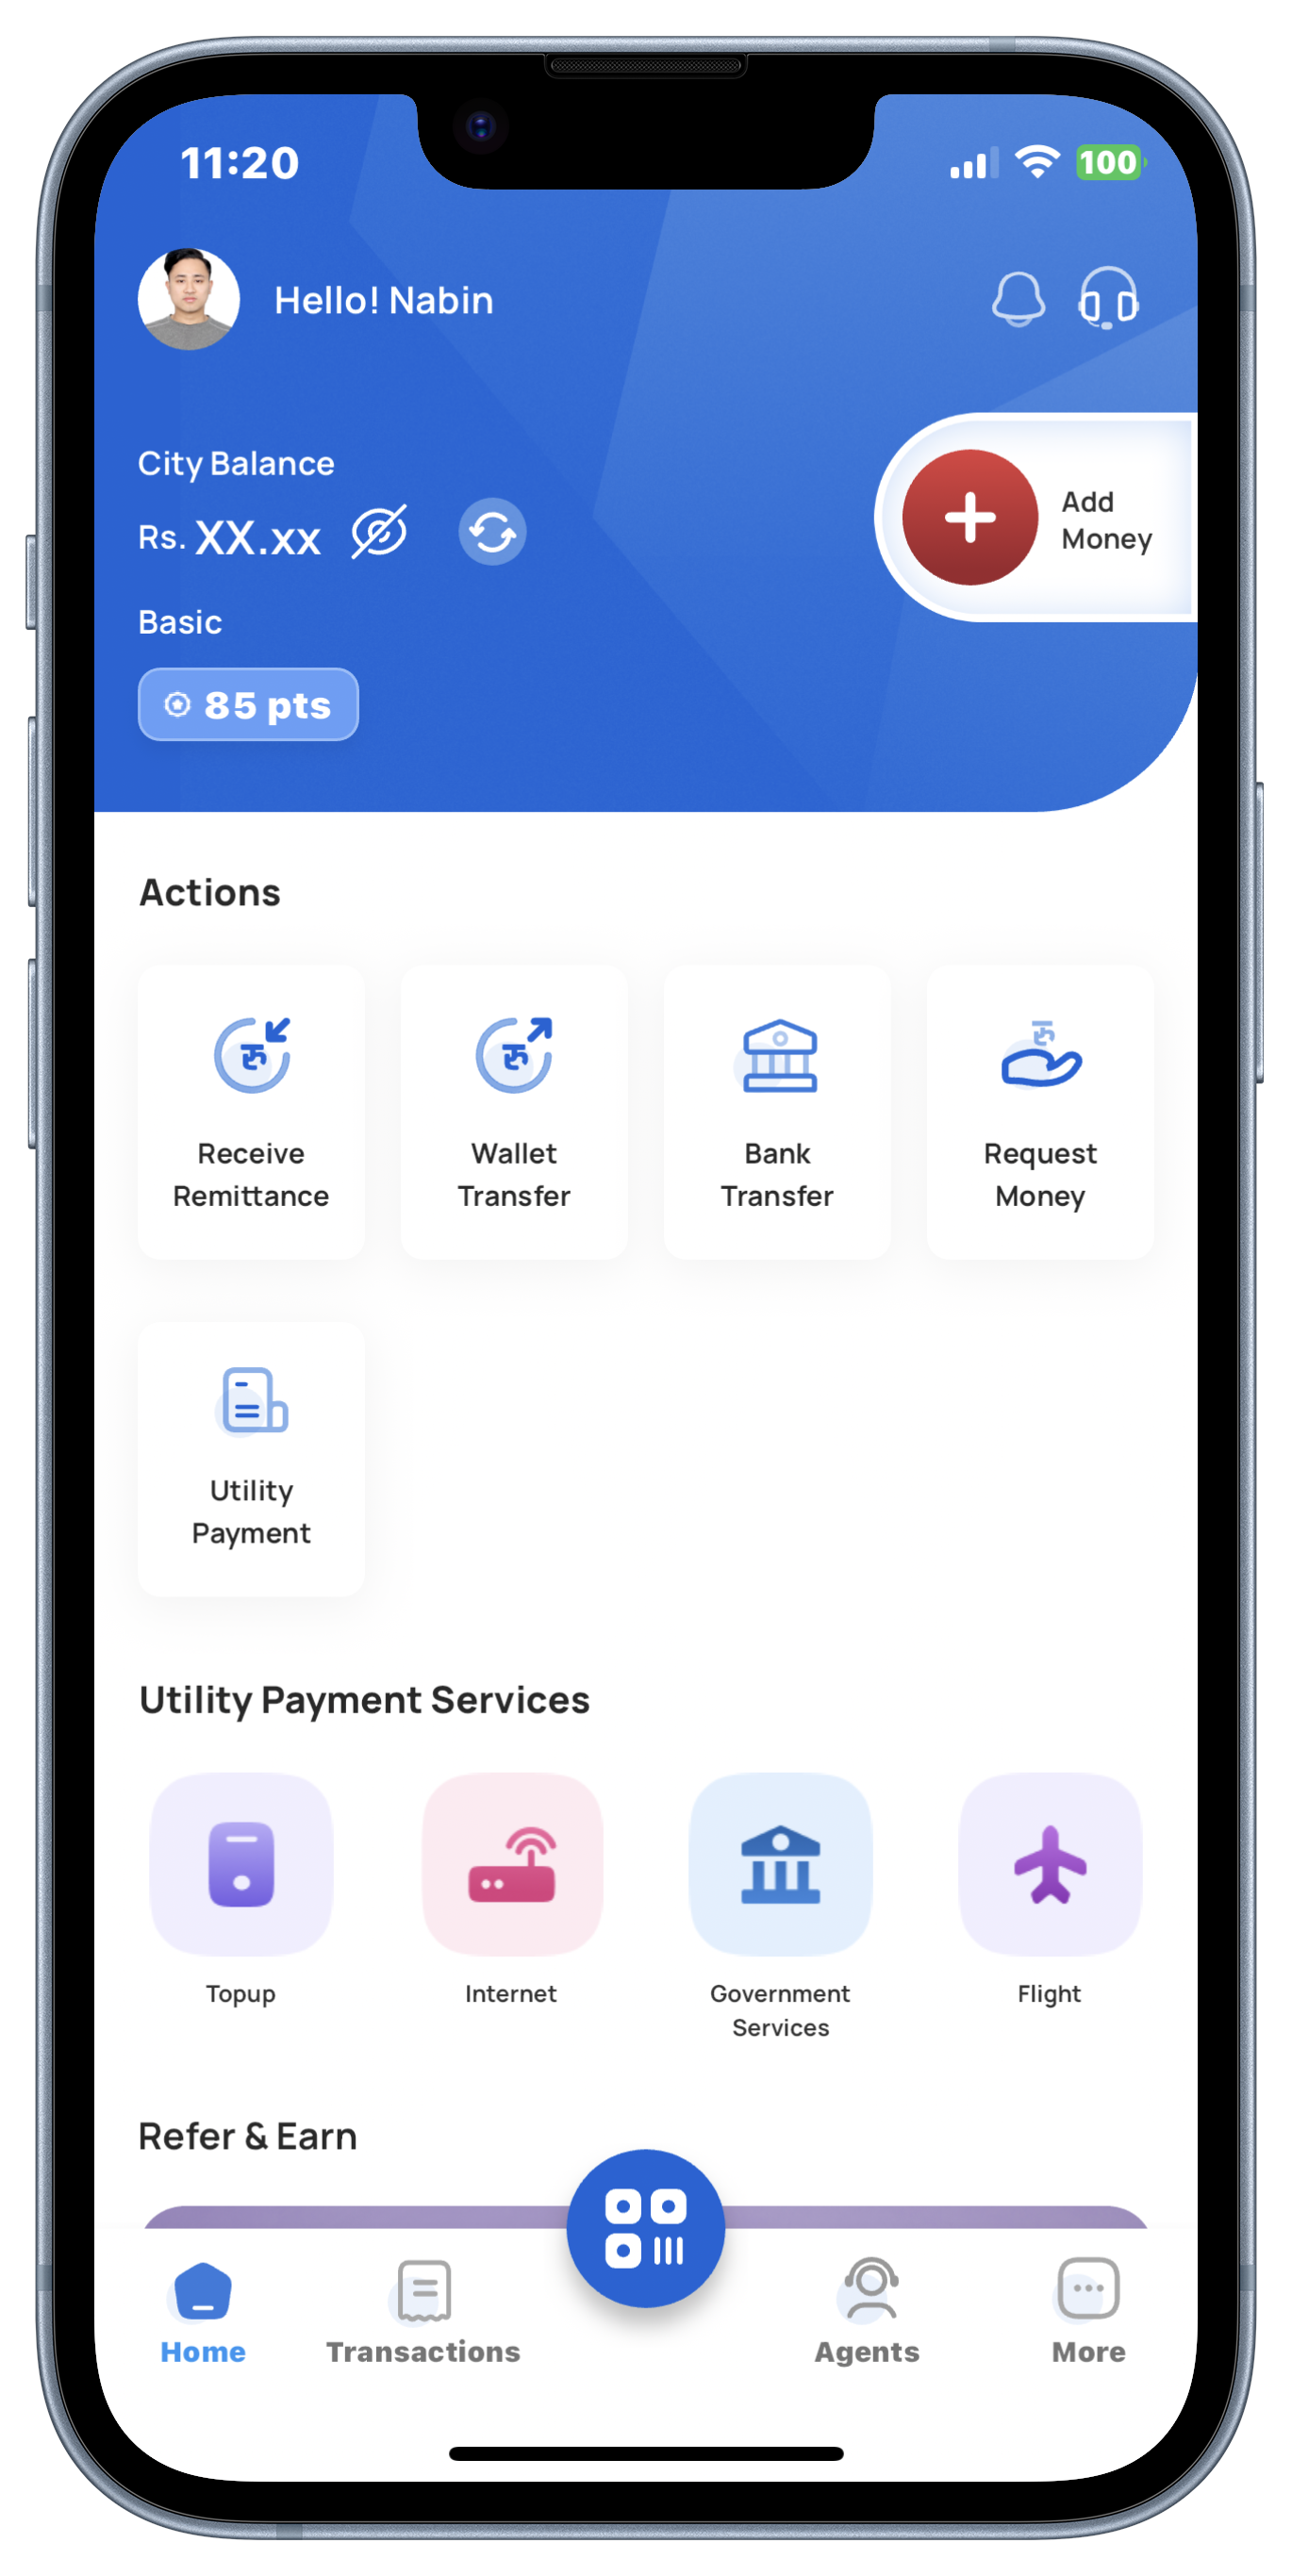 11:20
100
Hello! Nabin
City Balance
Rs. XX.xx
Add
Money
Basic
85 pts
Actions
रु
रु
रु
Receive
Remittance
Wallet
Transfer
Bank
Transfer
Request
Money
Utility
Payment
Utility Payment Services
Topup
Internet
Government
Services
Flight
Refer & Earn
Home
Transactions
Agents
More